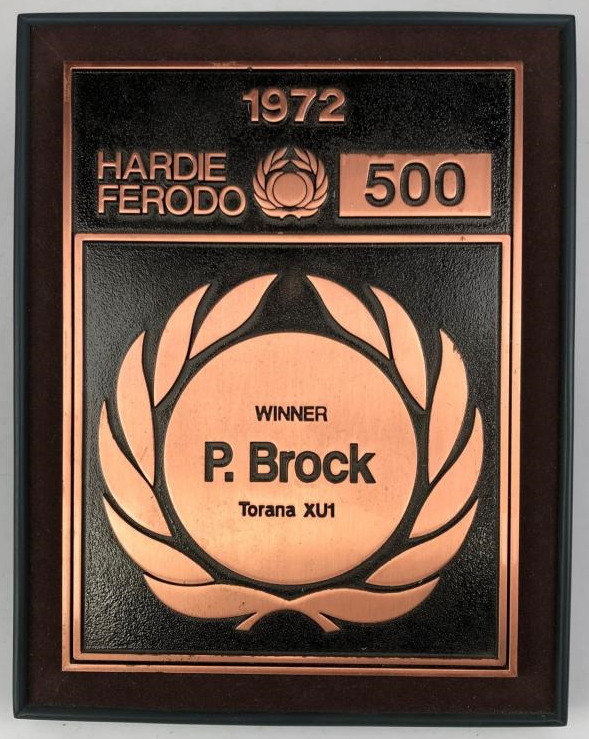 1972
HARDIE
FERODO
500
WINNER
P. Brock
Torana XU1